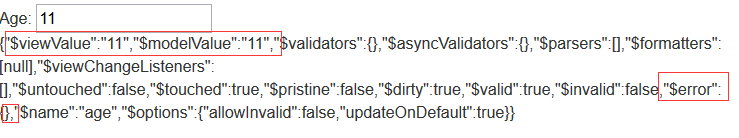 Age: 11
{"$viewValue":"11","$modelValue":"11","$validators":{},"$asyncValidators":{},"$parsers":[],"$formatters":
[null],"$viewChangeListeners":
[],"$untouched":false,"$touched":true,"$pristine":false,"$dirty":true,"$valid":true,"$invalid":false,"$error":
{},"$name":"age","$options":{"allowInvalid":false,"updateOnDefault":true}}